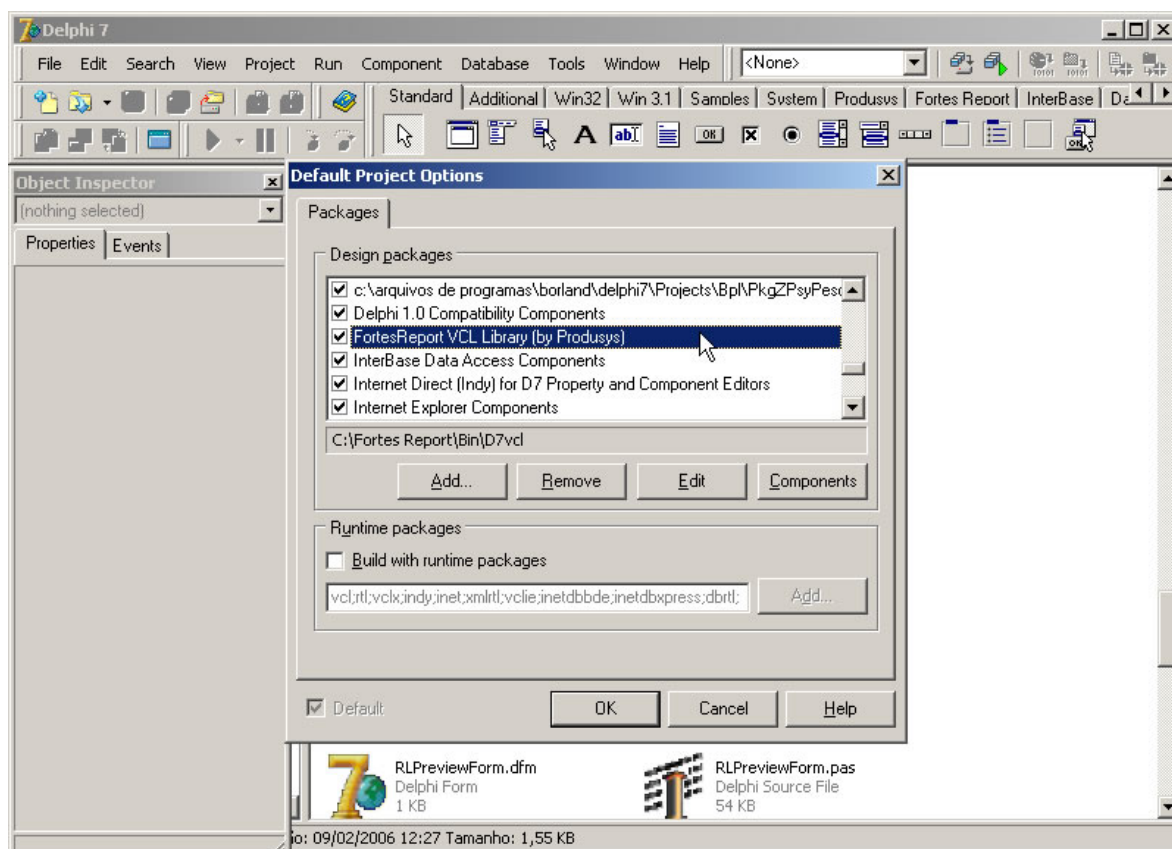 Delphi 7
File Edit Search View Project Run Component Database Tools Window Help <None>
Standard Additional Win32 Win 3.1 Samples System Produsys Fortes Report InterBase
Object Inspector
(nothing selected)
Properties Events
Default Project Options
Packages
Design packages
c:\arquivos de programas\borland\delphi7\Projects\Bpl\PkgZPsyPesq
Delphi 1.0 Compatibility Components
FortesReport VCL Library (by Produsys)
InterBase Data Access Components
Internet Direct (Indy) for D7 Property and Component Editors
Internet Explorer Components
C:\Fortes Report\Bin\D7vcl
Add... Remove Edit Components
Runtime packages
Build with runtime packages
vcl;rtl;vclx;indy;inet;xmlrtl;vclie;inetdbbde;inetdbxpress;dbrtl;
Add...
Default OK Cancel Help
RLPreviewForm.dfm
Delphi Form
1 KB
RLPreviewForm.pas
Delphi Source File
54 KB
io: 09/02/2006 12:27 Tamanho: 1,55 KB